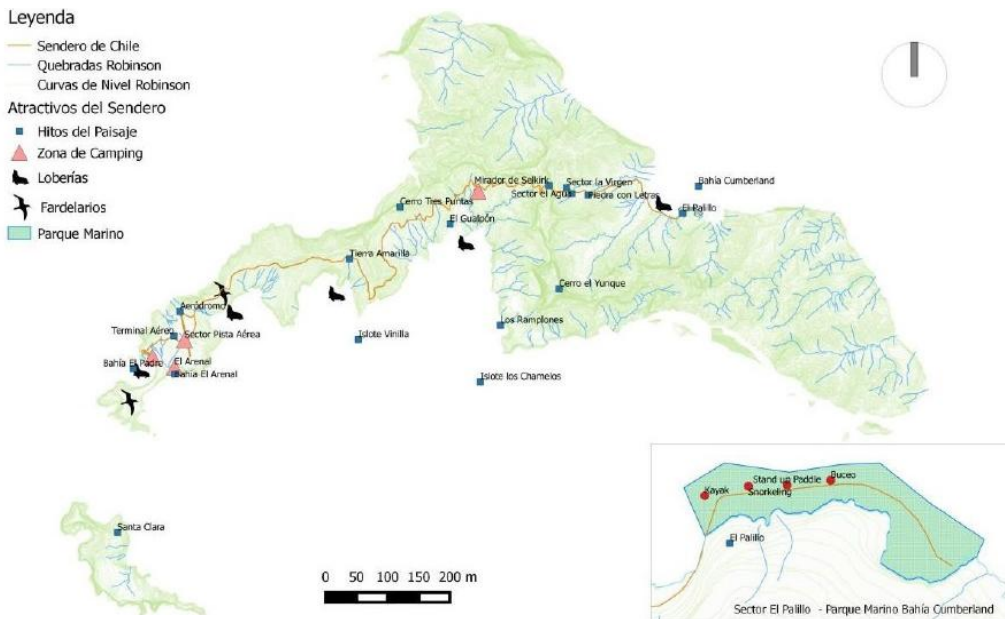 Leyenda
Sendero de Chile
Quebradas Robinson
Curvas de Nivel Robinson
Atractivos del Sendero
Hitos del Paisaje
Zona de Camping
Loberías
Fardelarios
Parque Marino
Mirador de Selkirk
Sector la Virgen
Bahía Cumberland
Sector el Agua
Piedra con Letras
Cerro Tres Puntas
El Palillo
El Gualpón
Tierra Amarilla
Cerro el Yunque
Aeródromo
Los Ramplones
Terminal Aéreo
Sector Pista Aérea
Islote Vinilla
Bahía El Padre
El Arenal
Bahía El Arenal
Islote los Chamelos
Santa Clara
0 50 100 150 200 m
Buceo
Stand up Paddle
Kayak
Snorkeling
El Palillo
Sector El Palillo - Parque Marino Bahía Cumberland